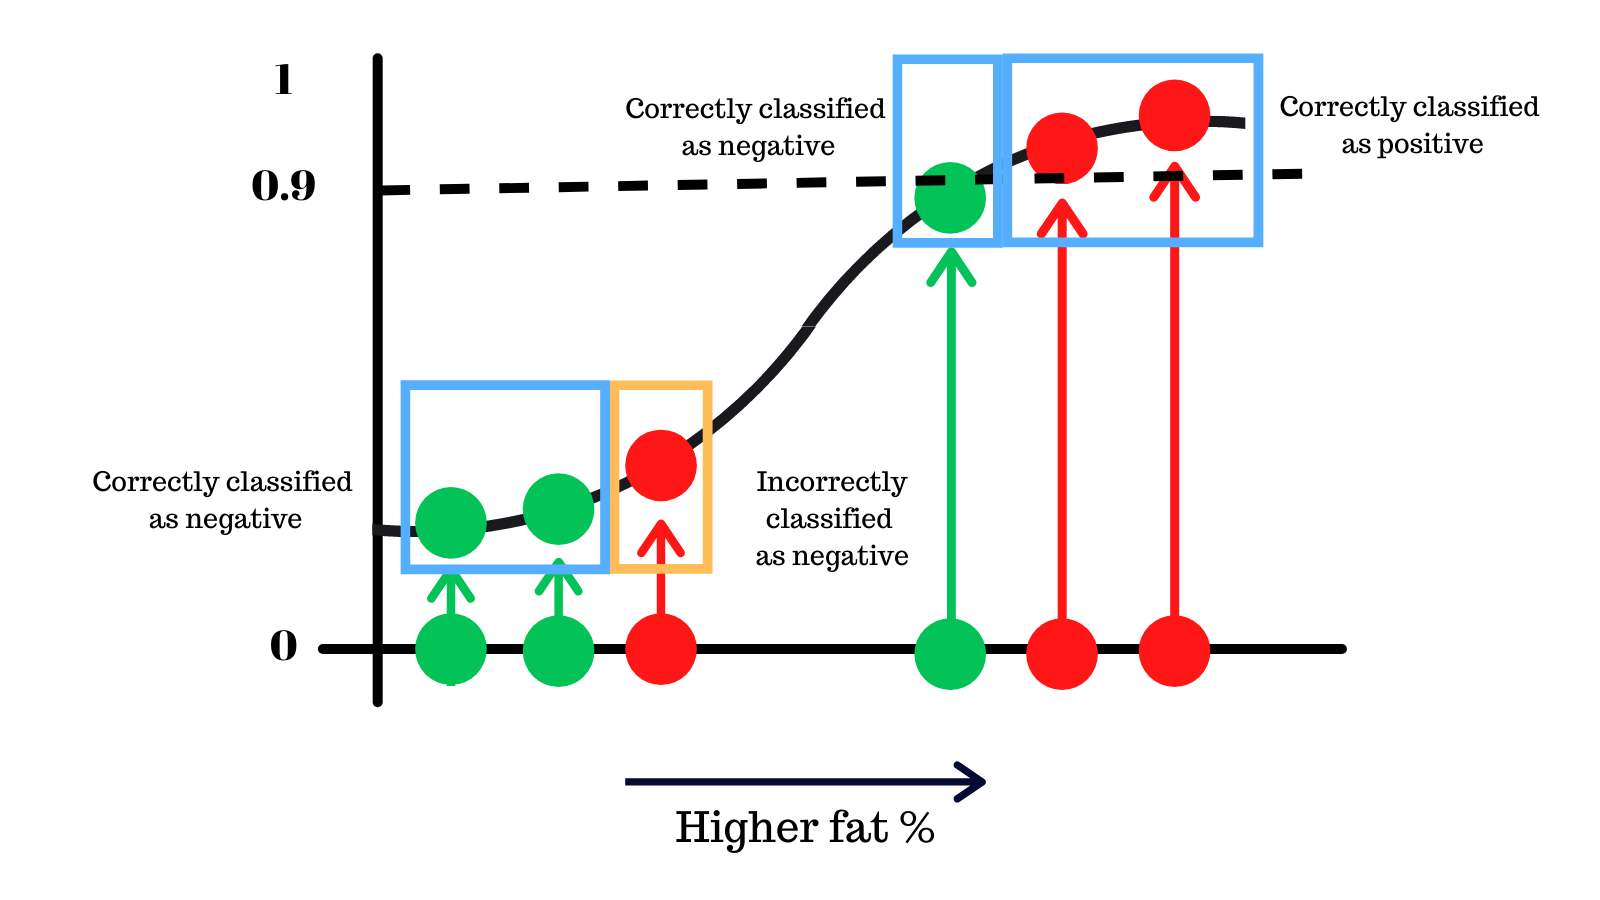 1
Correctly classified
as negative
Correctly classified
as positive
0.9
Correctly classified
as negative
Incorrectly
classified
as negative
0
Higher fat %